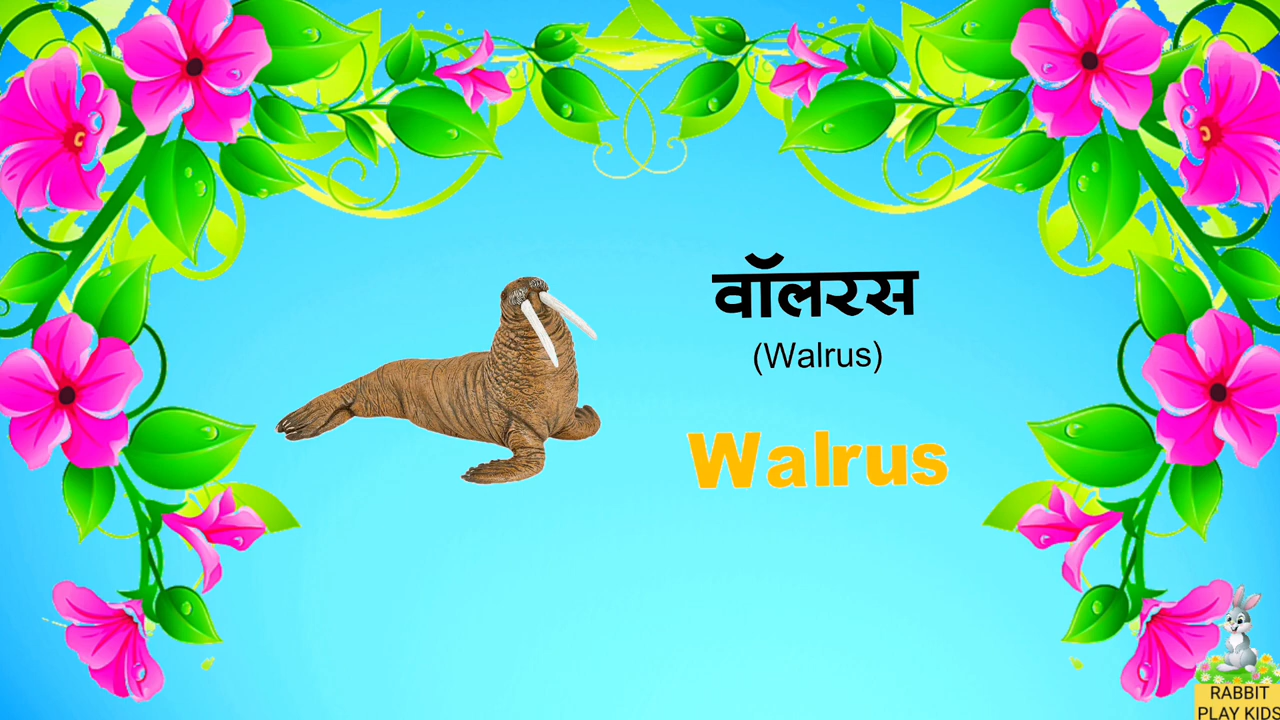 वॉलरस
(Walrus)
Walrus
RABBIT
PLAY KIDS